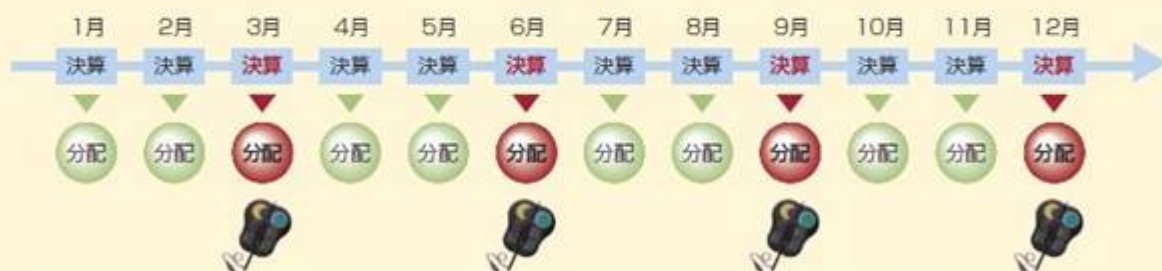 1月 2月 3月 4月 5月 6月 7月 8月 9月 10月 11月 12月
決算 決算 決算 決算 決算 決算 決算 決算 決算 決算 決算 決算
分配 分配 分配 分配 分配 分配 分配 分配 分配 分配 分配 分配